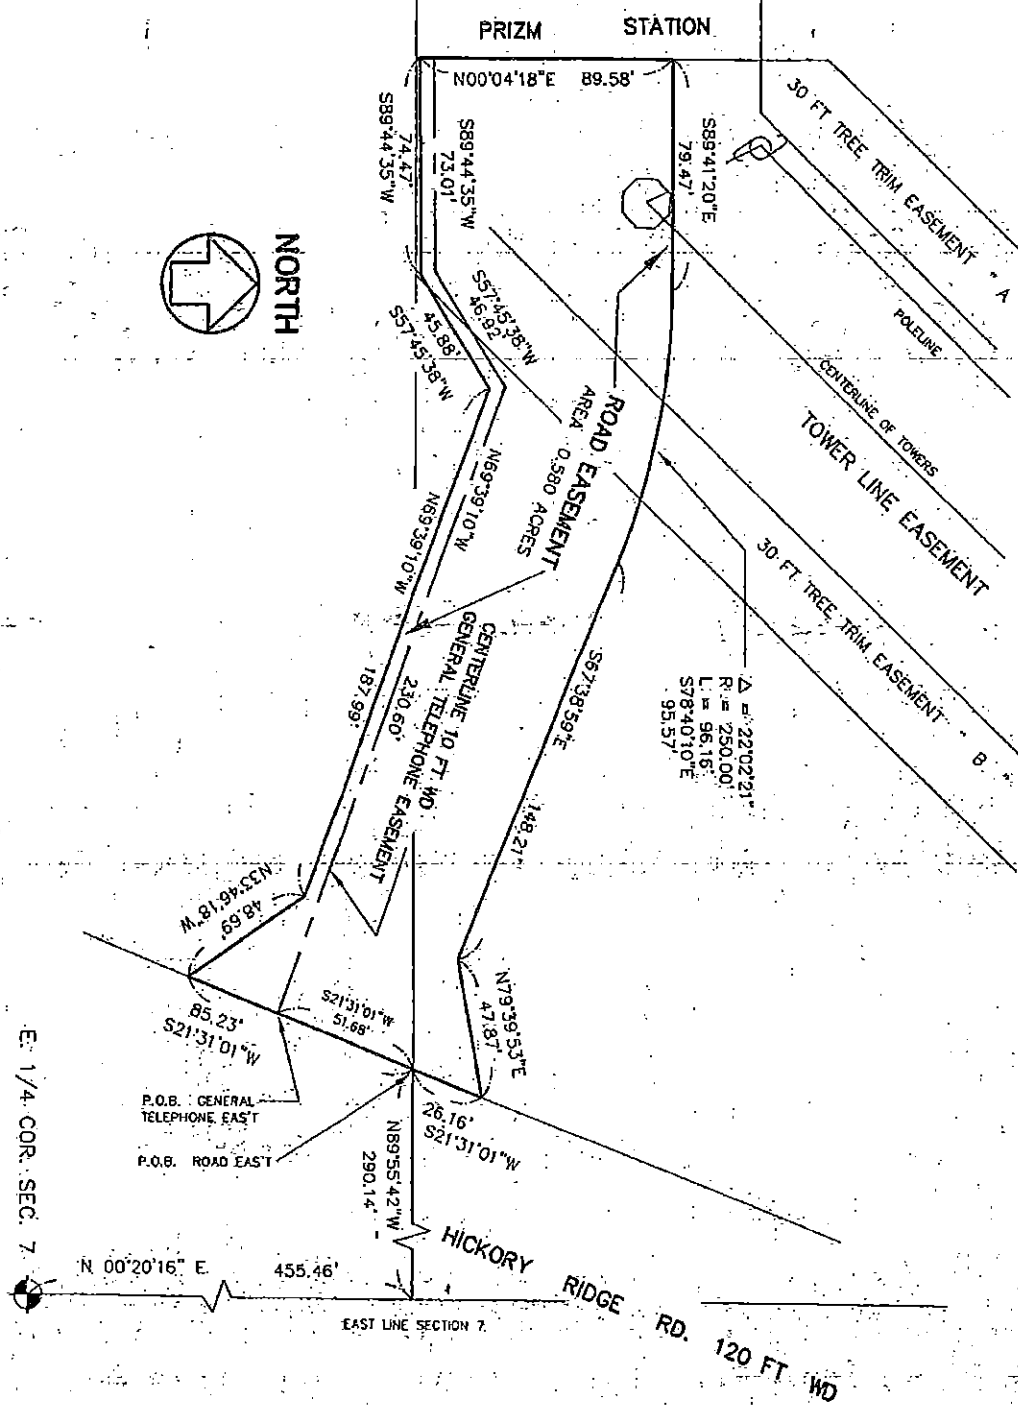 PRIZM STATION
N00°04'18"E 89.58'
S89°44'35"W
74.47'
S89°44'35"W
73.01'
S89°41'20"E
79.47'
30 FT TREE TRIM EASEMENT " A
POLELINE
CENTERLINE OF TOWERS
TOWER LINE EASEMENT
30 FT. TREE TRIM EASEMENT " B "
NORTH
S57°45'38"W
46.92'
45.88'
S57°45'38"W
ROAD EASEMENT
AREA 0.580 ACRES
N69°39'10"W
N69°39'10"W
187.99'
230.60'
CENTERLINE 10 FT. WD
GENERAL TELEPHONE EASEMENT
S67°38'59"E 148.21'
Δ = 22°02'21"
R = 250.00'
L = 96.16'
S78°40'10"E
95.57'
N33°46'18"W
48.69'
N79°39'53"E
47.87'
S21°31'01"W
51.68'
85.23'
S21°31'01"W
26.16'
S21°31'01"W
P.O.B. GENERAL
TELEPHONE EAS'T
P.O.B. ROAD EAS'T
N89°55'42"W
290.14'
HICKORY RIDGE RD. 120 FT WD
N 00°20'16" E. 455.46'
EAST LINE SECTION 7
E. 1/4 COR. SEC. 7